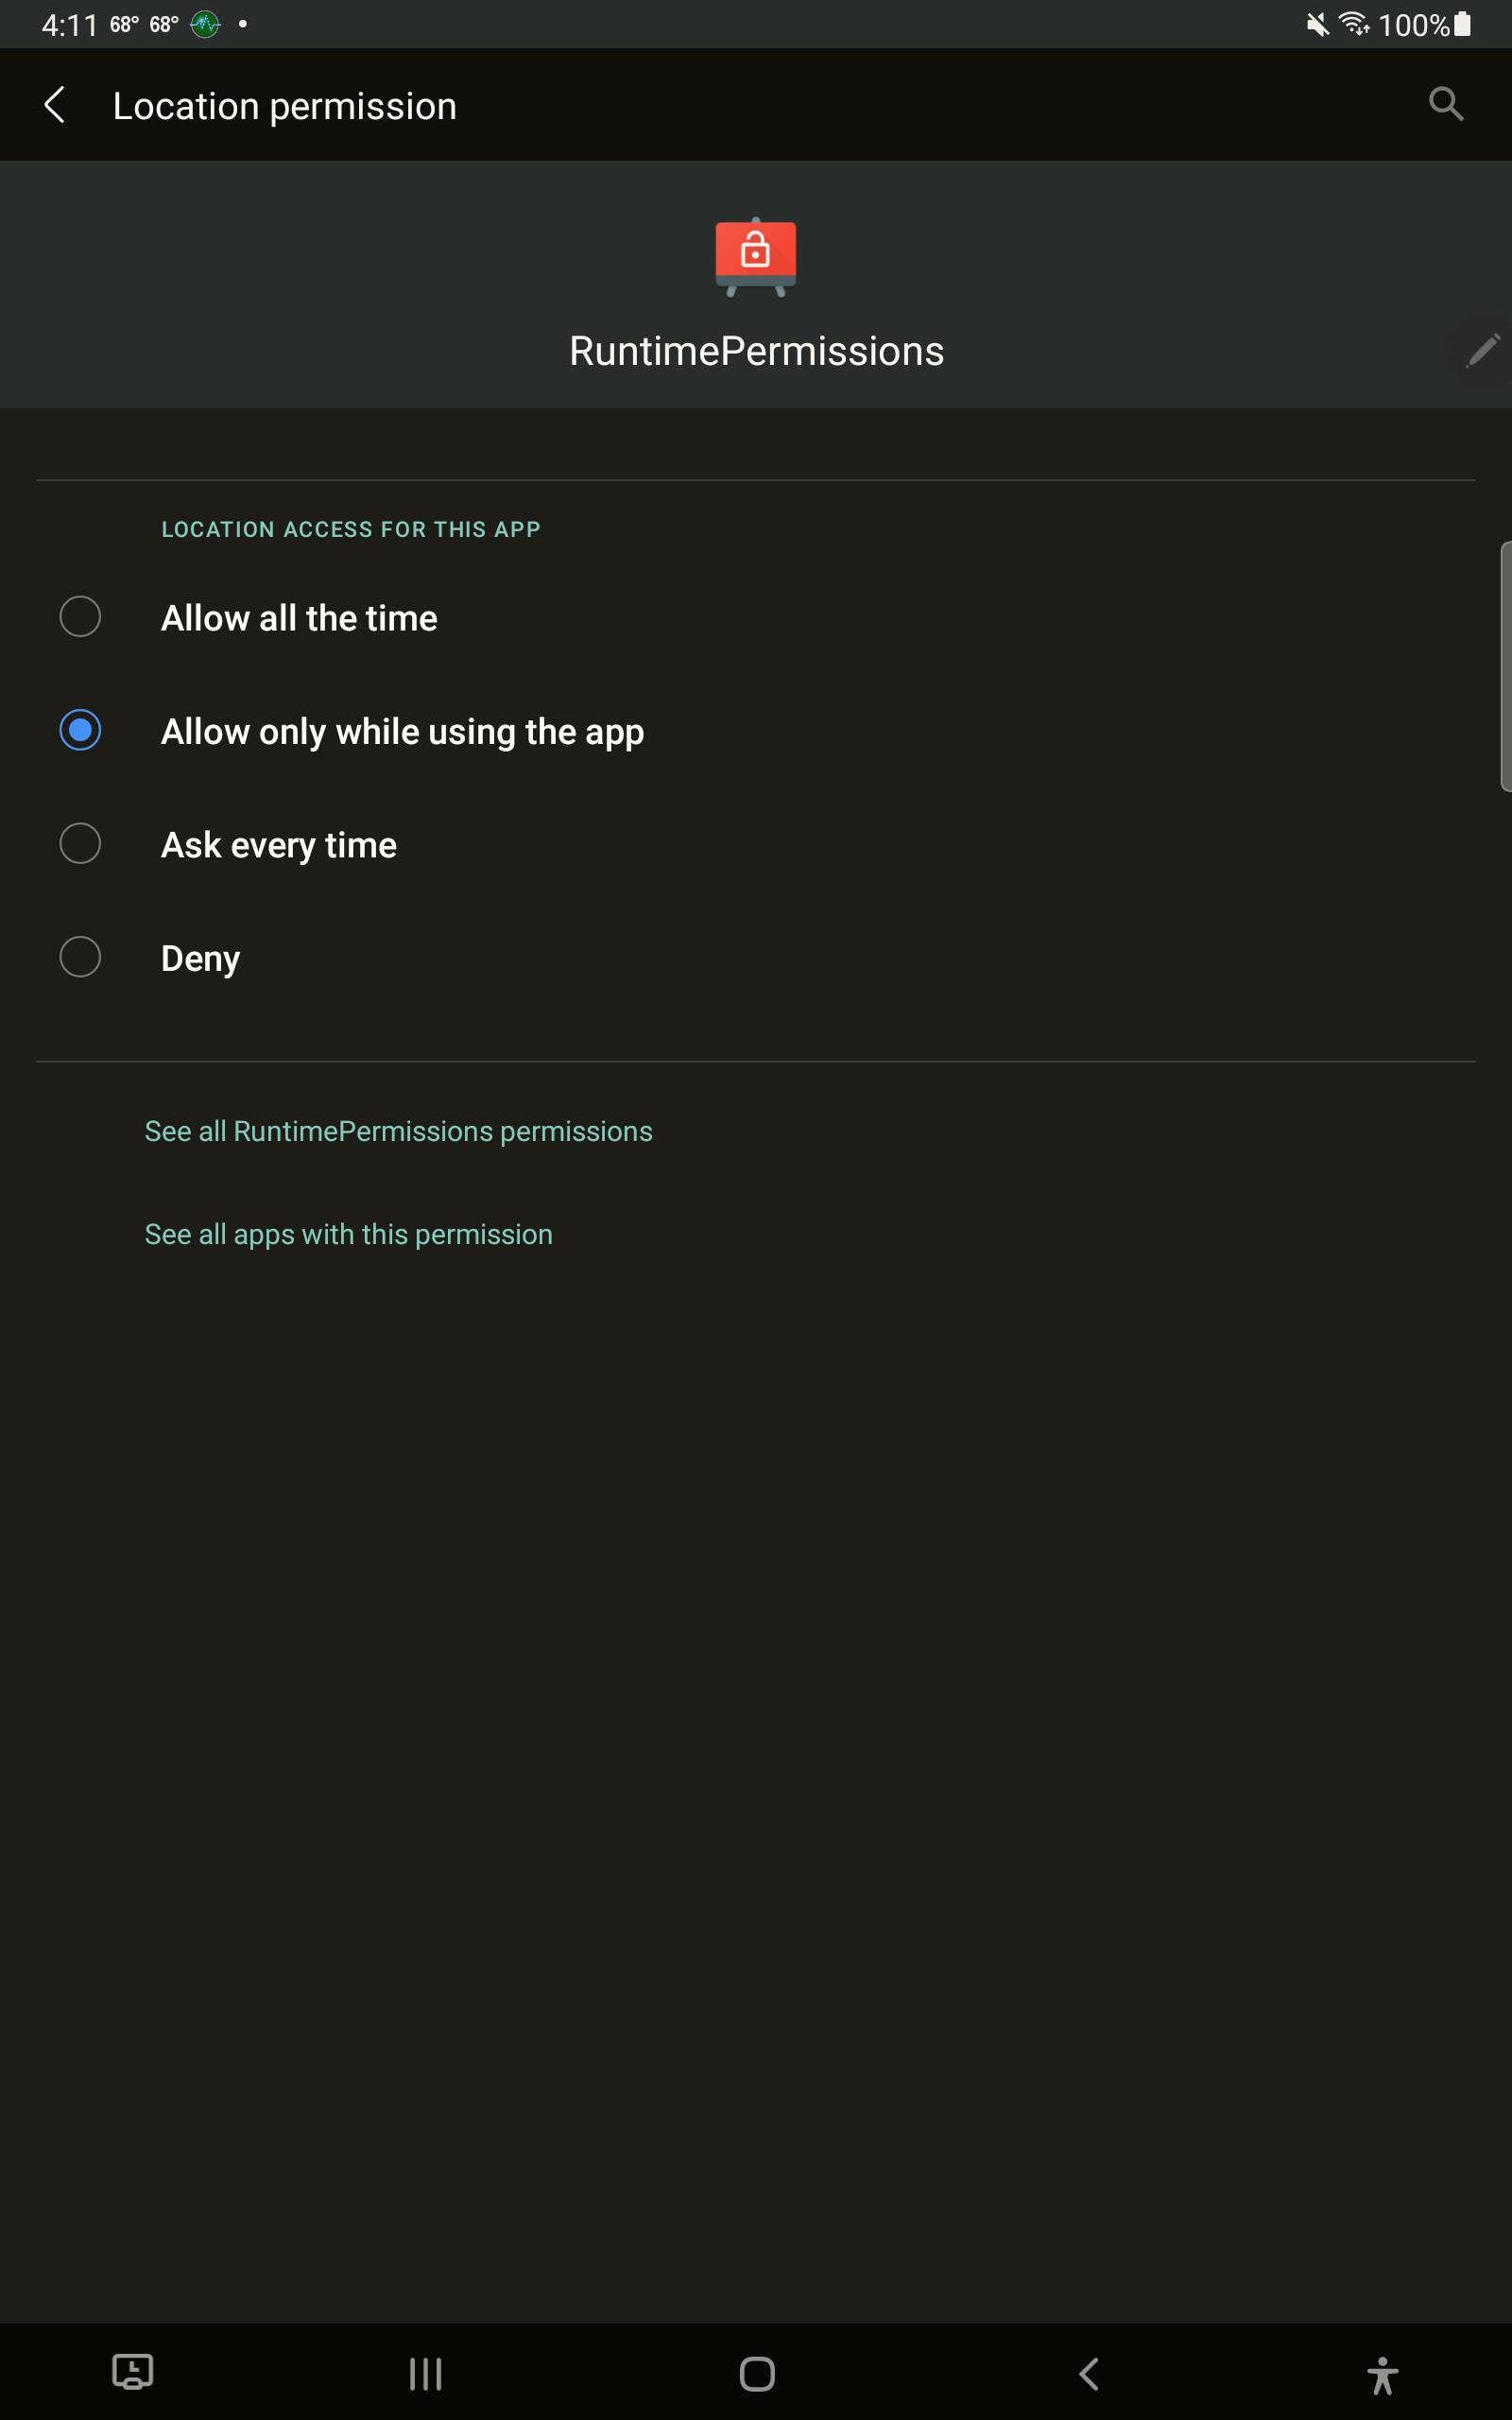 4:11 68° 68° 100%
Location permission
RuntimePermissions
LOCATION ACCESS FOR THIS APP
Allow all the time
Allow only while using the app
Ask every time
Deny
See all RuntimePermissions permissions
See all apps with this permission